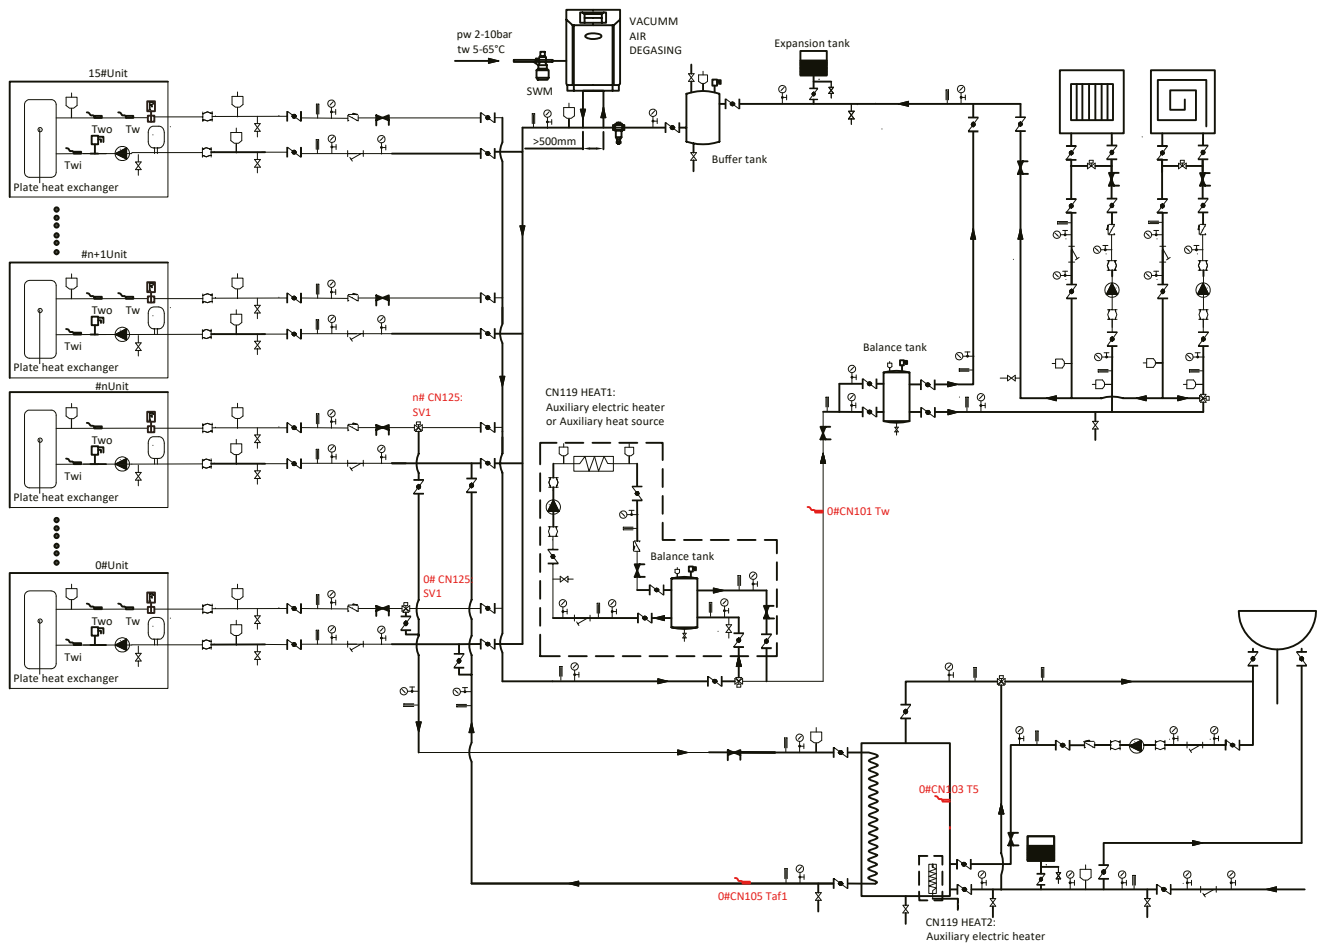 pw 2-10bar
tw 5-65°C
SWM
VACUMM
AIR
DEGASING
>500mm
Expansion tank
Buffer tank
15#Unit
Two
Tw
Twi
Plate heat exchanger
#n+1Unit
Two
Tw
Twi
Plate heat exchanger
#nUnit
Two
Tw
Twi
Plate heat exchanger
n# CN125:
SV1
CN119 HEAT1:
Auxiliary electric heater
or Auxiliary heat source
Balance tank
Balance tank
0#CN101 Tw
0#Unit
Two
Tw
Twi
Plate heat exchanger
0# CN125
SV1
0#CN103 T5
0#CN105 Taf1
CN119 HEAT2:
Auxiliary electric heater